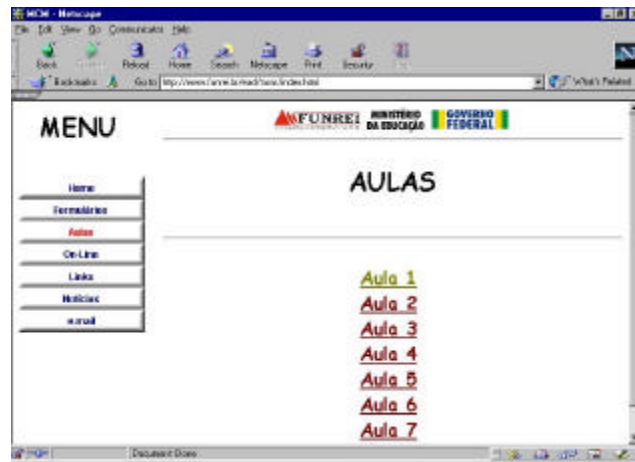 MCM - Netscape
File Edit View Go Communicator Help
Back Reload Home Search Netscape Print Security
Bookmarks Go to What's Related
MENU
FUNREI MINISTÉRIO DA EDUCAÇÃO GOVERNO FEDERAL
AULAS
Home
Formulários
Aulas
On-Line
Links
Notícias
e-mail
Aula 1
Aula 2
Aula 3
Aula 4
Aula 5
Aula 6
Aula 7
Document Done